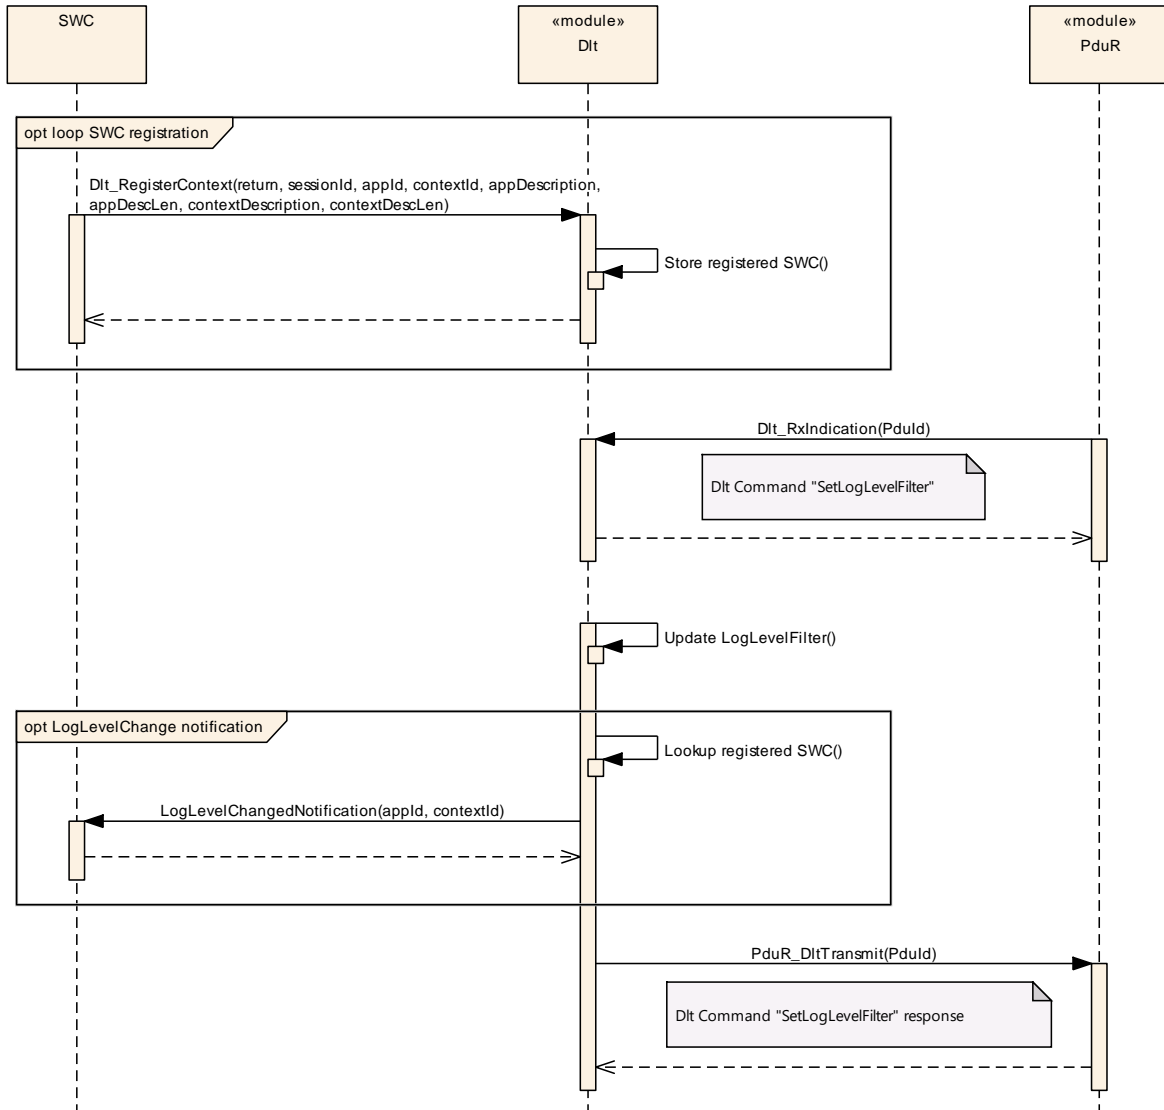 SWC
«module»
Dlt
«module»
PduR
opt loop SWC registration
Dlt_RegisterContext(return, sessionId, appId, contextId, appDescription,
appDescLen, contextDescription, contextDescLen)
Store registered SWC()
Dlt_RxIndication(PduId)
Dlt Command "SetLogLevelFilter"
Update LogLevelFilter()
opt LogLevelChange notification
Lookup registered SWC()
LogLevelChangedNotification(appId, contextId)
PduR_DltTransmit(PduId)
Dlt Command "SetLogLevelFilter" response